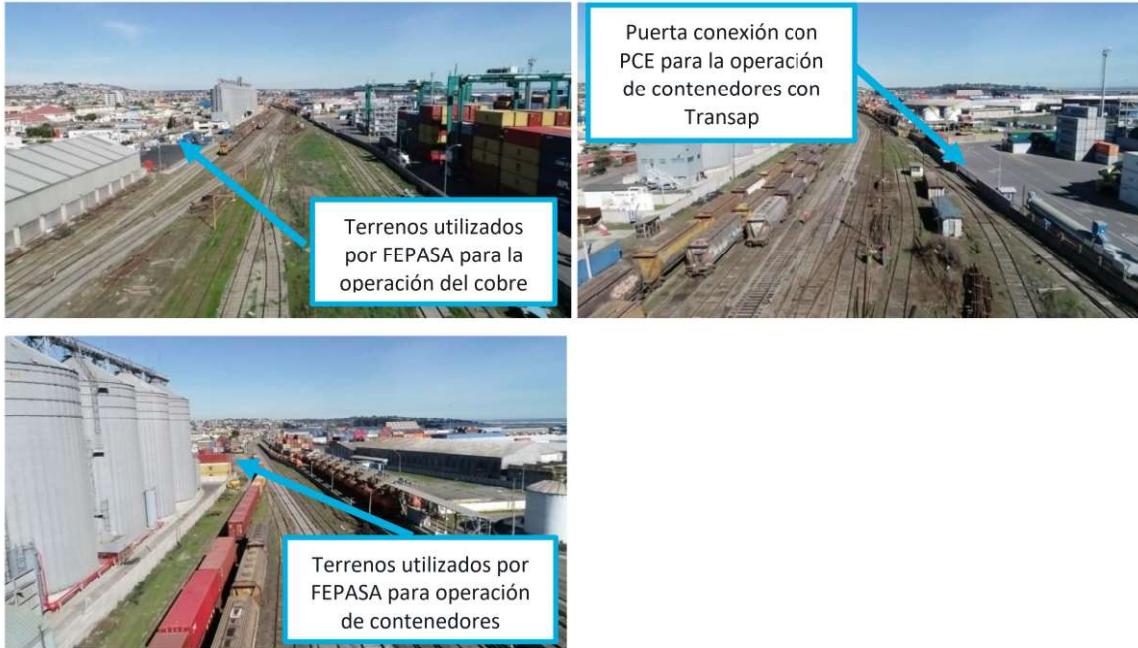 Terrenos utilizados
por FEPASA para la
operación del cobre
Puerta conexión con
PCE para la operación
de contenedores con
Transap
Terrenos utilizados por
FEPASA para operación
de contenedores